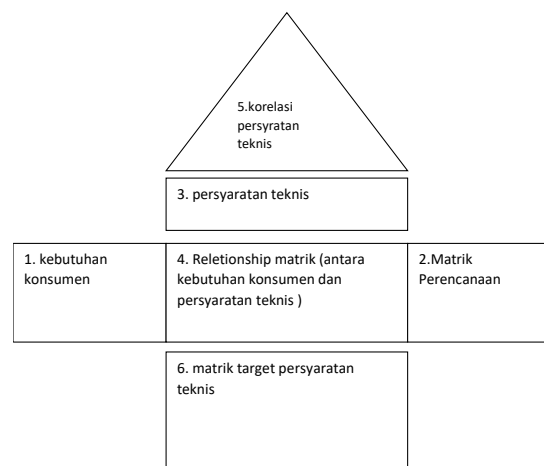 5.korelasi
persyratan
teknis
3. persyaratan teknis
1. kebutuhan
konsumen
4. Reletionship matrik (antara
kebutuhan konsumen dan
persyaratan teknis )
2.Matrik
Perencanaan
6. matrik target persyaratan
teknis